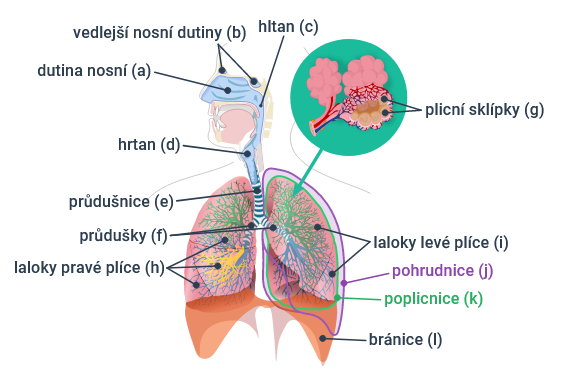 hltan (c)
vedlejší nosní dutiny (b)
dutina nosní (a)
plicní sklípky (g)
hrtan (d)
průdušnice (e)
průdušky (f)
laloky levé plíce (i)
laloky pravé plíce (h)
pohrudnice (j)
poplicnice (k)
bránice (l)